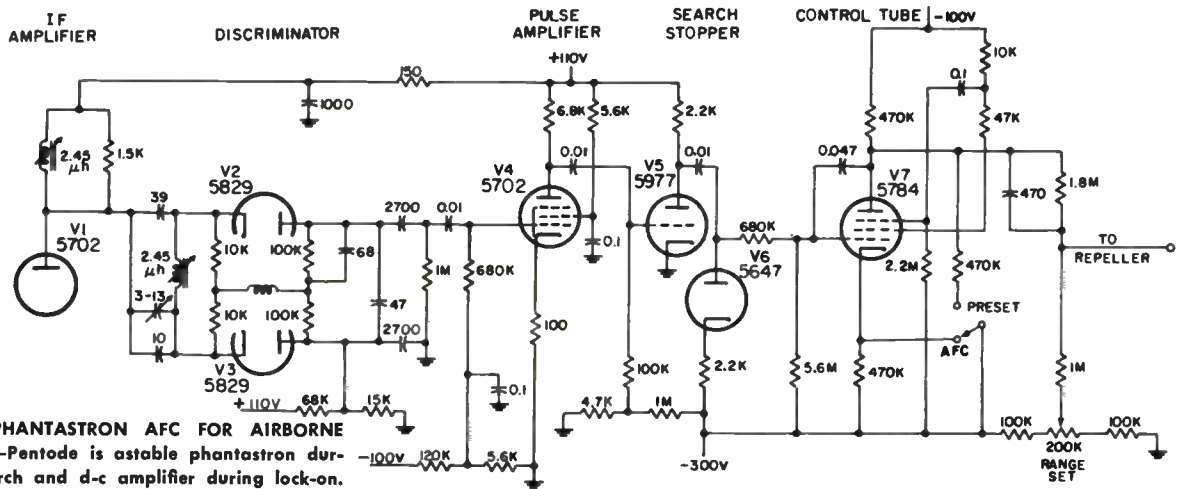 IF
AMPLIFIER
DISCRIMINATOR
PULSE
AMPLIFIER
SEARCH
STOPPER
CONTROL TUBE
-100V
+110V
150
1000
2.45
μh
1.5K
6.8K
5.6K
2.2K
10K
0.1
470K
47K
V1
5702
39
V2
5829
10K
100K
68
2700
0.01
V4
5702
0.01
V5
5977
0.01
0.047
V7
5784
470
1.8M
2.45
μh
3-13
10
10K
100K
47
2700
1M
680K
0.1
100
680K
V6
5647
2.2M
470K
TO
REPELLER
PRESET
AFC
V3
5829
+110V
68K
15K
0.1
100K
2.2K
5.6M
470K
1M
4.7K
1M
-100V
120K
5.6K
-300V
100K
200K
100K
RANGE
SET
PHANTASTRON AFC FOR AIRBORNE
-Pentode is astable phantastron dur-
rch and d-c amplifier during lock-on.